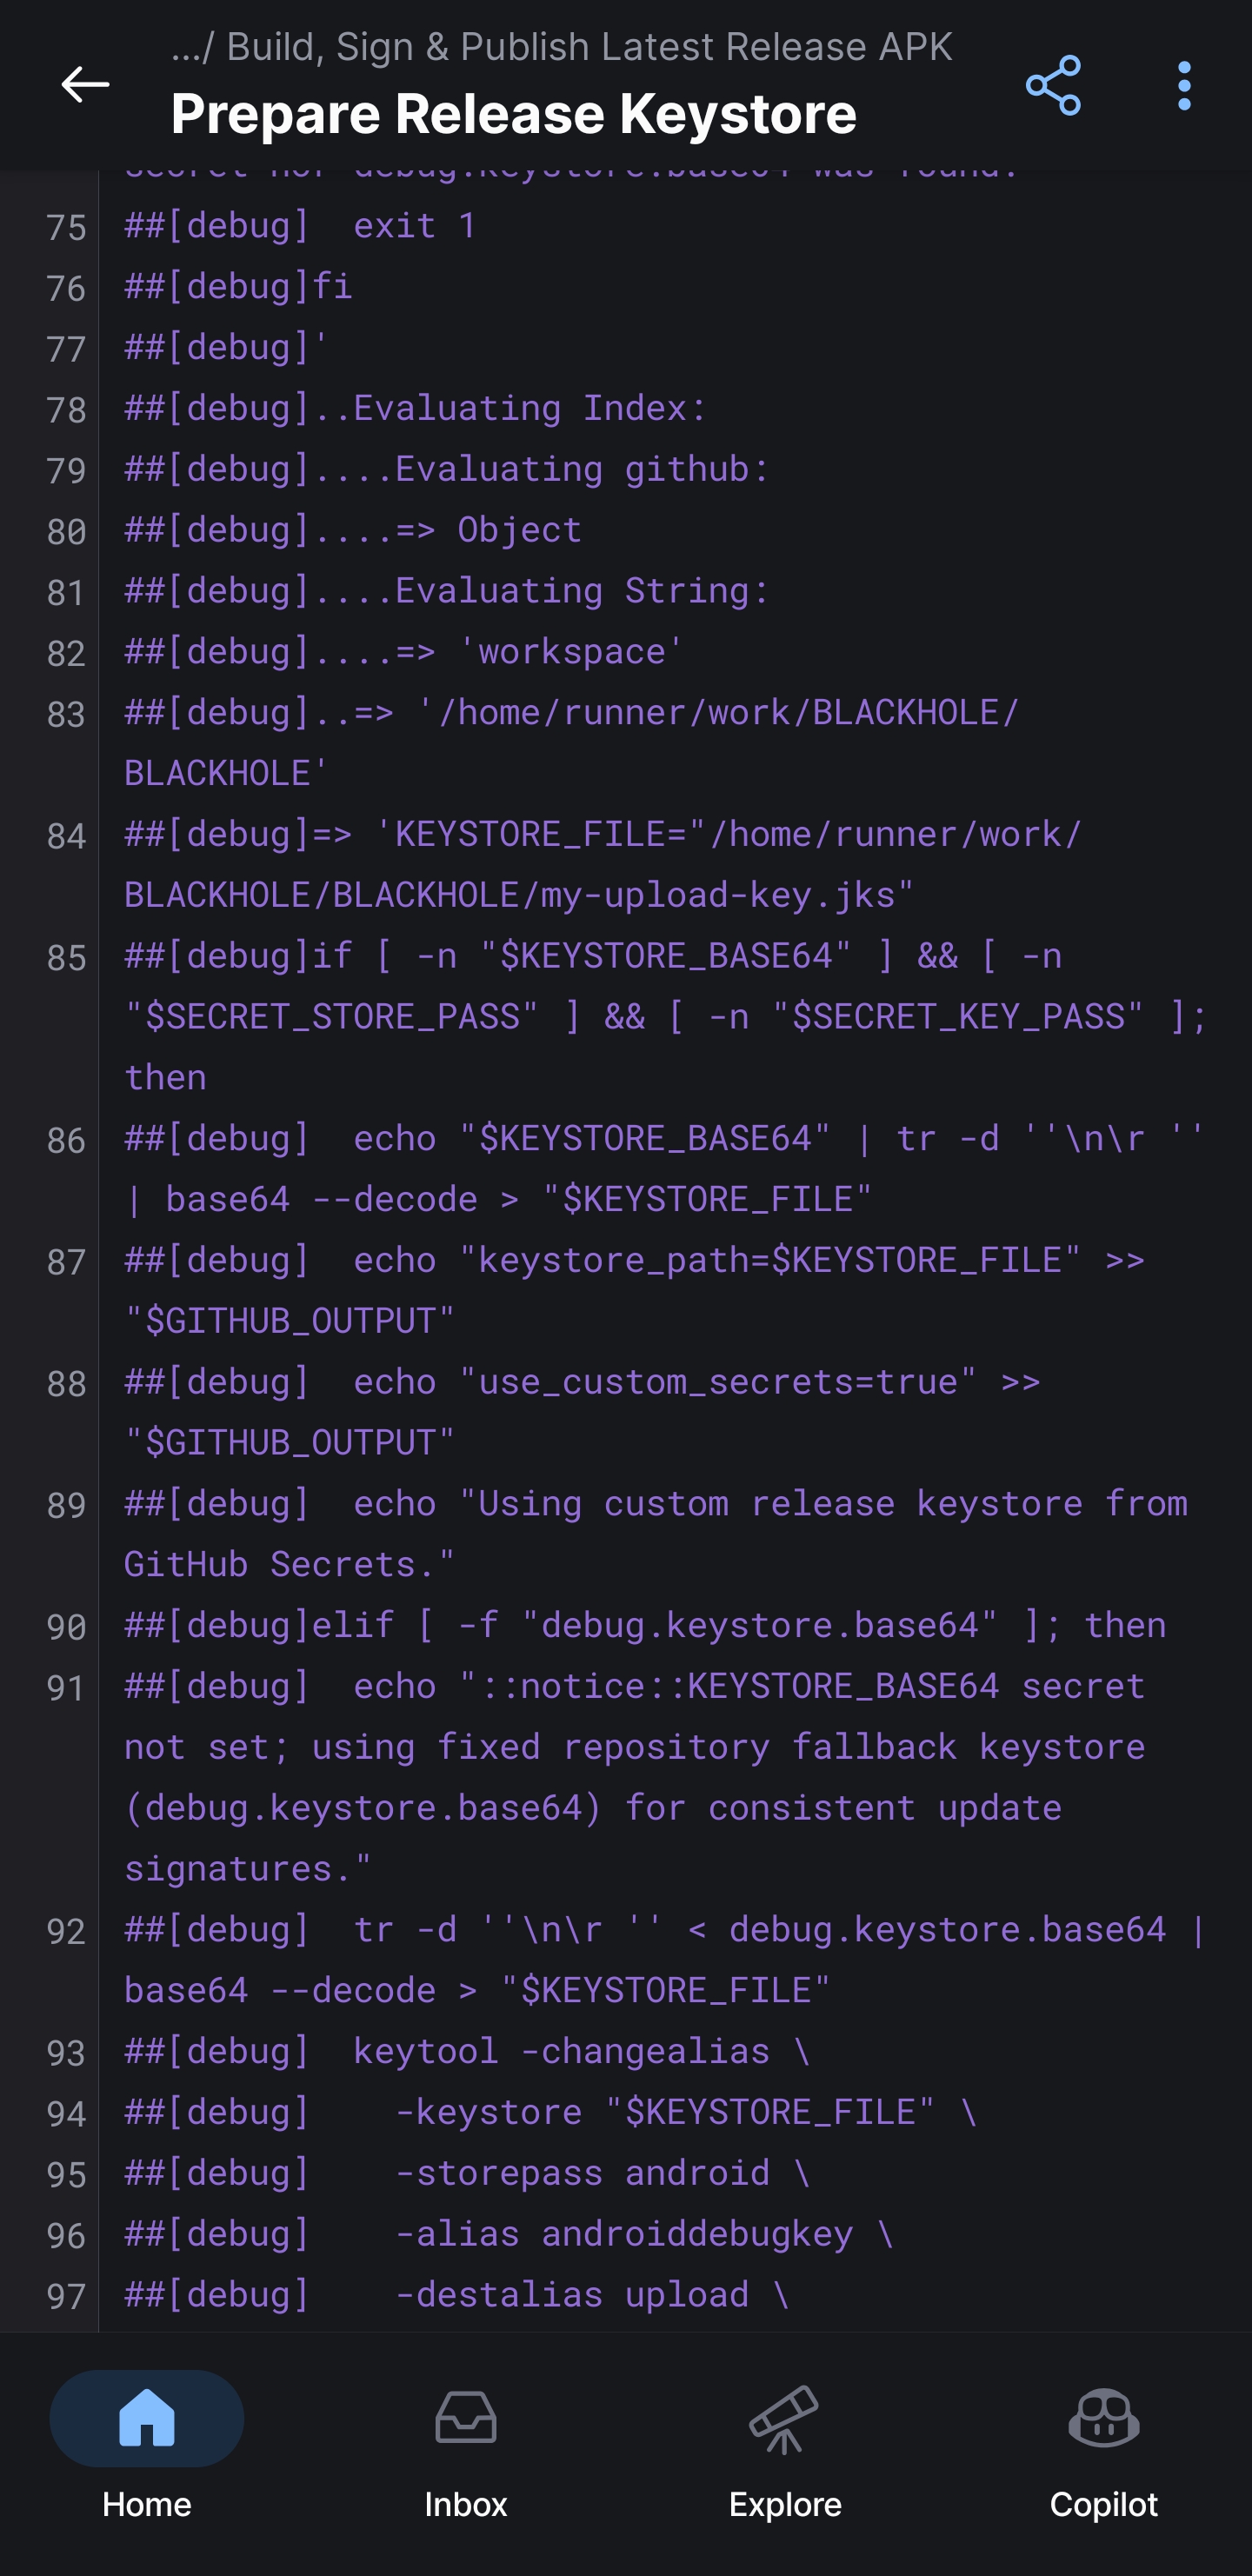 .../ Build, Sign & Publish Latest Release APK
Prepare Release Keystore
secret nor debug.keystore.base64 was found.
75 ##[debug]  exit 1
76 ##[debug]fi
77 ##[debug]'
78 ##[debug]..Evaluating Index:
79 ##[debug]....Evaluating github:
80 ##[debug]....=> Object
81 ##[debug]....Evaluating String:
82 ##[debug]....=> 'workspace'
83 ##[debug]..=> '/home/runner/work/BLACKHOLE/
BLACKHOLE'
84 ##[debug]=> 'KEYSTORE_FILE="/home/runner/work/
BLACKHOLE/BLACKHOLE/my-upload-key.jks"
85 ##[debug]if [ -n "$KEYSTORE_BASE64" ] && [ -n
"$SECRET_STORE_PASS" ] && [ -n "$SECRET_KEY_PASS" ];
then
86 ##[debug]  echo "$KEYSTORE_BASE64" | tr -d ''\n\r ''
| base64 --decode > "$KEYSTORE_FILE"
87 ##[debug]  echo "keystore_path=$KEYSTORE_FILE" >>
"$GITHUB_OUTPUT"
88 ##[debug]  echo "use_custom_secrets=true" >>
"$GITHUB_OUTPUT"
89 ##[debug]  echo "Using custom release keystore from
GitHub Secrets."
90 ##[debug]elif [ -f "debug.keystore.base64" ]; then
91 ##[debug]  echo "::notice::KEYSTORE_BASE64 secret
not set; using fixed repository fallback keystore
(debug.keystore.base64) for consistent update
signatures."
92 ##[debug]  tr -d ''\n\r '' < debug.keystore.base64 |
base64 --decode > "$KEYSTORE_FILE"
93 ##[debug]  keytool -changealias \
94 ##[debug]    -keystore "$KEYSTORE_FILE" \
95 ##[debug]    -storepass android \
96 ##[debug]    -alias androiddebugkey \
97 ##[debug]    -destalias upload \
Home
Inbox
Explore
Copilot